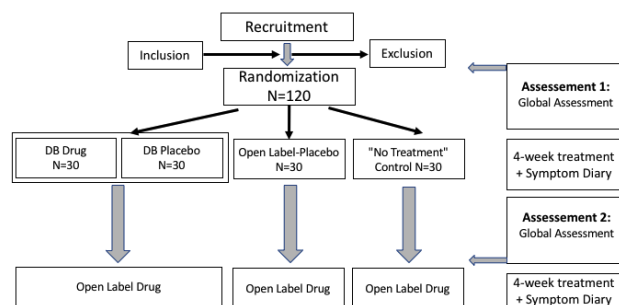 Recruitment
Inclusion
Exclusion
Randomization
N=120
DB Drug
N=30
DB Placebo
N=30
Open Label-Placebo
N=30
"No Treatment"
Control N=30
Open Label Drug
Open Label Drug
Open Label Drug
Assessement 1:
Global Assessment
4-week treatment
+ Symptom Diary
Assessement 2:
Global Assessment
4-week treatment
+ Symptom Diary